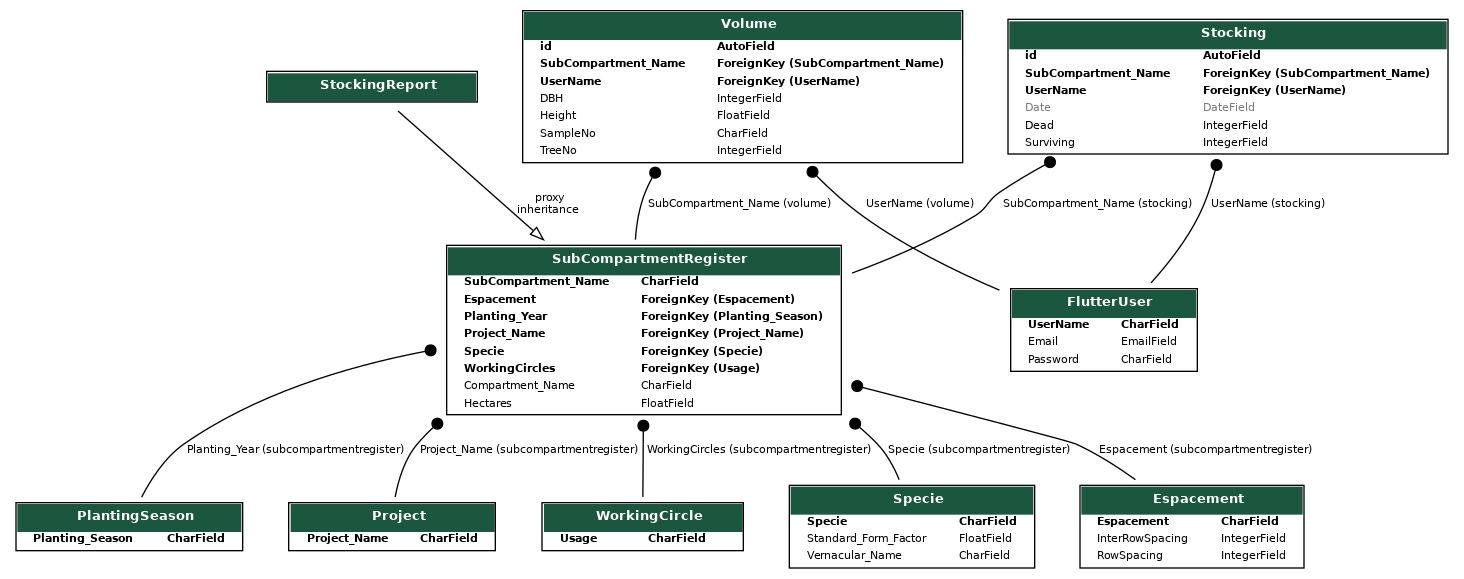 Volume
id AutoField
SubCompartment_Name ForeignKey (SubCompartment_Name)
UserName ForeignKey (UserName)
DBH IntegerField
Height FloatField
SampleNo CharField
TreeNo IntegerField
Stocking
id AutoField
SubCompartment_Name ForeignKey (SubCompartment_Name)
UserName ForeignKey (UserName)
Date DateField
Dead IntegerField
Surviving IntegerField
StockingReport
proxy
inheritance
SubCompartment_Name (volume)
UserName (volume)
SubCompartment_Name (stocking)
UserName (stocking)
SubCompartmentRegister
SubCompartment_Name CharField
Espacement ForeignKey (Espacement)
Planting_Year ForeignKey (Planting_Season)
Project_Name ForeignKey (Project_Name)
Specie ForeignKey (Specie)
WorkingCircles ForeignKey (Usage)
Compartment_Name CharField
Hectares FloatField
FlutterUser
UserName CharField
Email EmailField
Password CharField
Planting_Year (subcompartmentregister)
Project_Name (subcompartmentregister)
WorkingCircles (subcompartmentregister)
Specie (subcompartmentregister)
Espacement (subcompartmentregister)
PlantingSeason
Planting_Season CharField
Project
Project_Name CharField
WorkingCircle
Usage CharField
Specie
Specie CharField
Standard_Form_Factor FloatField
Vernacular_Name CharField
Espacement
Espacement CharField
InterRowSpacing IntegerField
RowSpacing IntegerField